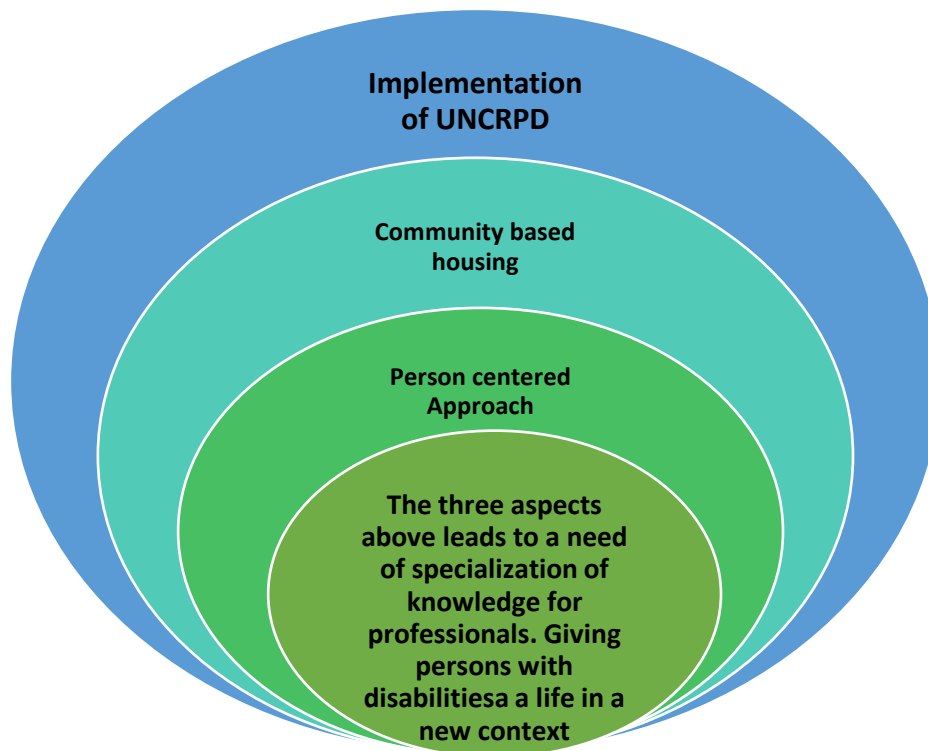 Implementation
of UNCRPD
Community based
housing
Person centered
Approach
The three aspects
above leads to a need
of specialization of
knowledge for
professionals. Giving
persons with
disabilitiesa a life in a
new context